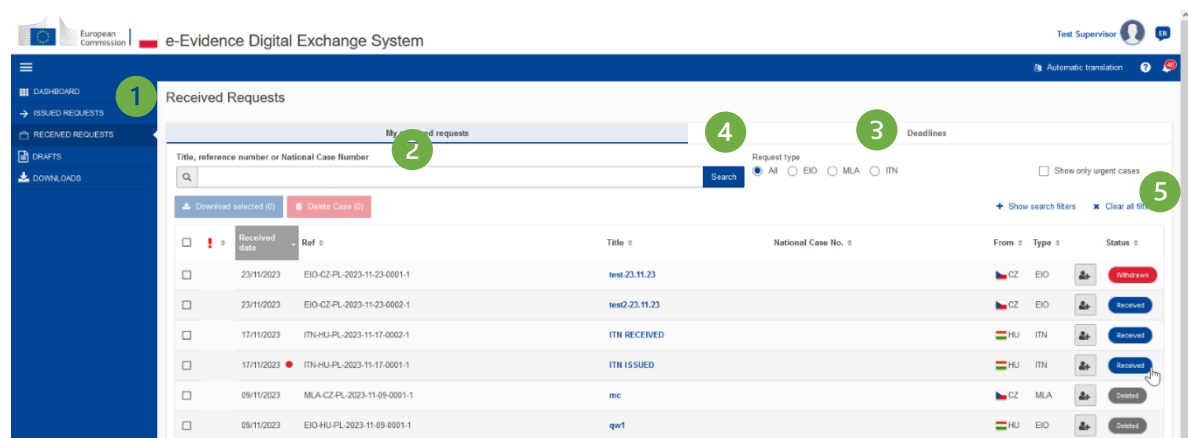 European
Commission
e-Evidence Digital Exchange System
Test Supervisor
EN
Automatic translation
?
DASHBOARD
1
ISSUED REQUESTS
RECEIVED REQUESTS
DRAFTS
DOWNLOADS
Received Requests
My received requests
2
4
3
Deadlines
Title, reference number or National Case Number
Search
Request type
All EIO MLA ITN
Show only urgent cases
5
Download selected (0) Delete Case (0)
Show search filters Clear all
Received date Ref Title National Case No. From Type Status
23/11/2023 EIO-CZ-PL-2023-11-23-0001-1 test-23.11.23 CZ EIO Withdrawn
23/11/2023 EIO-CZ-PL-2023-11-23-0002-1 test2-23.11.23 CZ EIO Received
17/11/2023 ITN-HU-PL-2023-11-17-0002-1 ITN RECEIVED HU ITN Received
17/11/2023 ITN-HU-PL-2023-11-17-0001-1 ITN ISSUED HU ITN Received
09/11/2023 MLA-CZ-PL-2023-11-09-0001-1 mc CZ MLA Deleted
09/11/2023 EIO-HU-PL-2023-11-09-0001-1 qw1 HU EIO Deleted